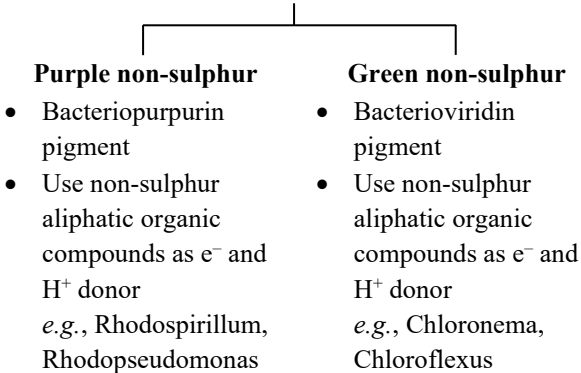 Purple non-sulphur
• Bacteriopurpurin
pigment
• Use non-sulphur
aliphatic organic
compounds as e⁻ and
H⁺ donor
e.g., Rhodospirillum,
Rhodopseudomonas
Green non-sulphur
• Bacterioviridin
pigment
• Use non-sulphur
aliphatic organic
compounds as e⁻ and
H⁺ donor
e.g., Chloronema,
Chloroflexus